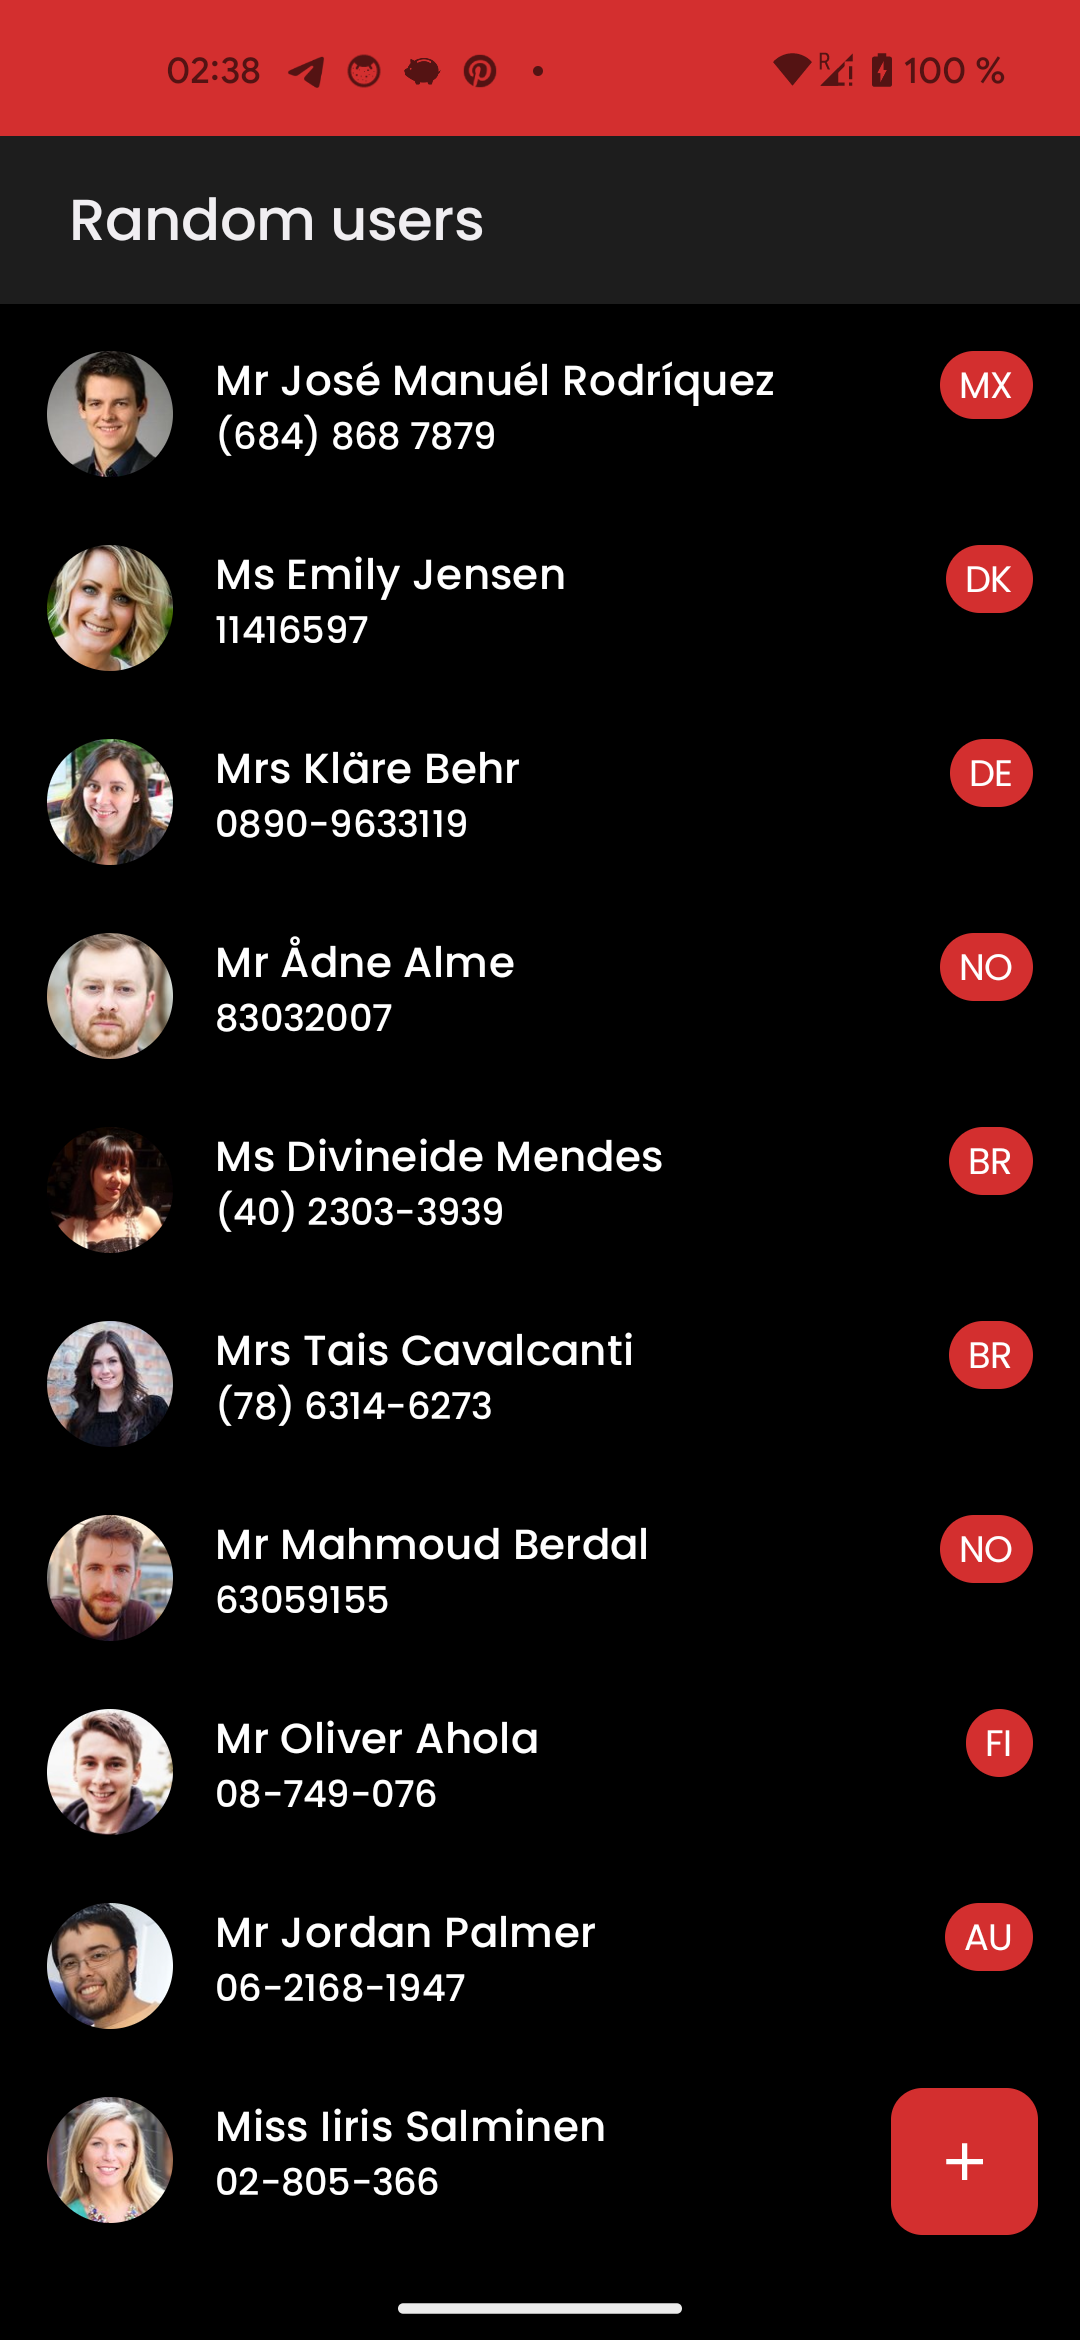 02:38
R
100 %
Random users
Mr José Manuél Rodríquez
MX
(684) 868 7879
Ms Emily Jensen
DK
11416597
Mrs Kläre Behr
DE
0890-9633119
Mr Ådne Alme
NO
83032007
Ms Divineide Mendes
BR
(40) 2303-3939
Mrs Tais Cavalcanti
BR
(78) 6314-6273
Mr Mahmoud Berdal
NO
63059155
Mr Oliver Ahola
FI
08-749-076
Mr Jordan Palmer
AU
06-2168-1947
Miss Iiris Salminen
02-805-366
+